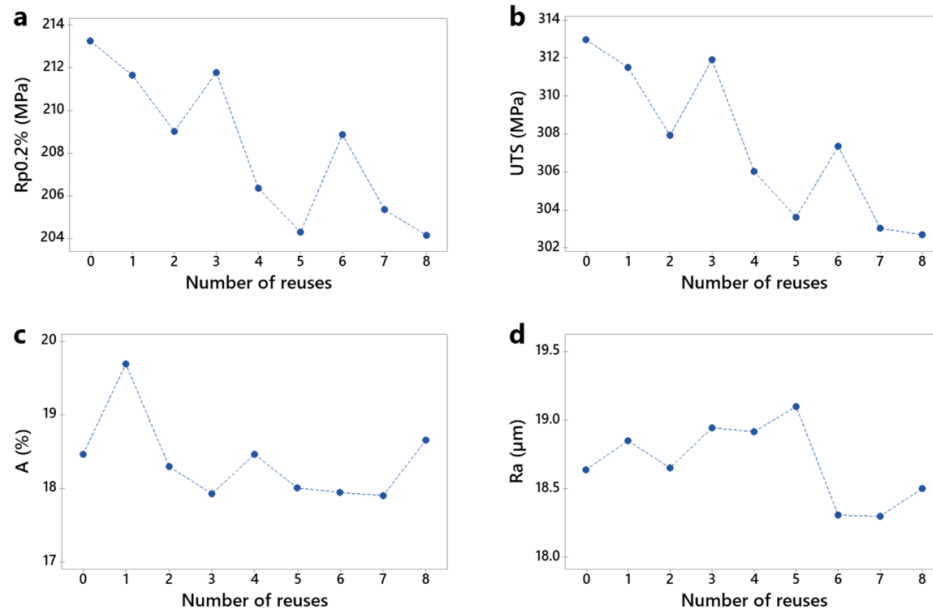 a
Rp0.2% (MPa)
214
212
210
208
206
204
0 1 2 3 4 5 6 7 8
Number of reuses
b
UTS (MPa)
314
312
310
308
306
304
302
0 1 2 3 4 5 6 7 8
Number of reuses
c
A (%)
20
19
18
17
0 1 2 3 4 5 6 7 8
Number of reuses
d
Ra (µm)
19.5
19.0
18.5
18.0
0 1 2 3 4 5 6 7 8
Number of reuses